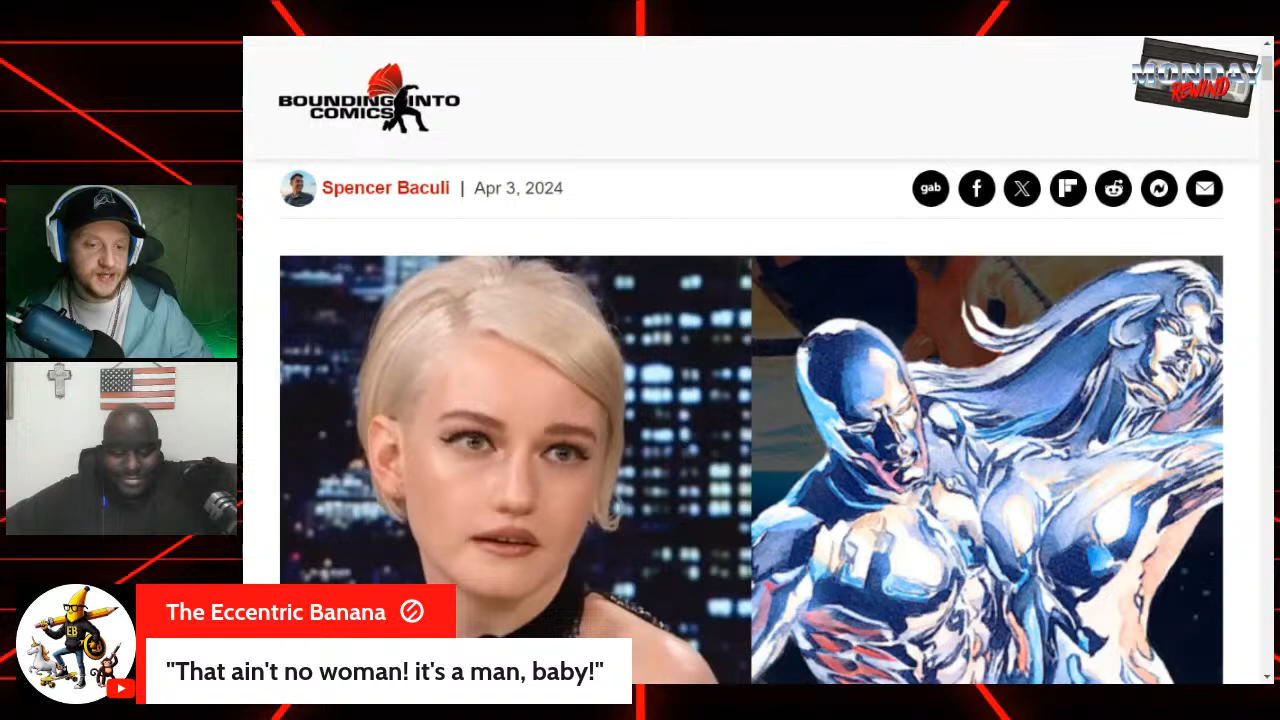 BOUNDING INTO
COMICS
MONDAY
REWIND
Spencer Baculi | Apr 3, 2024
gab
The Eccentric Banana
EB
"That ain't no woman! it's a man, baby!"